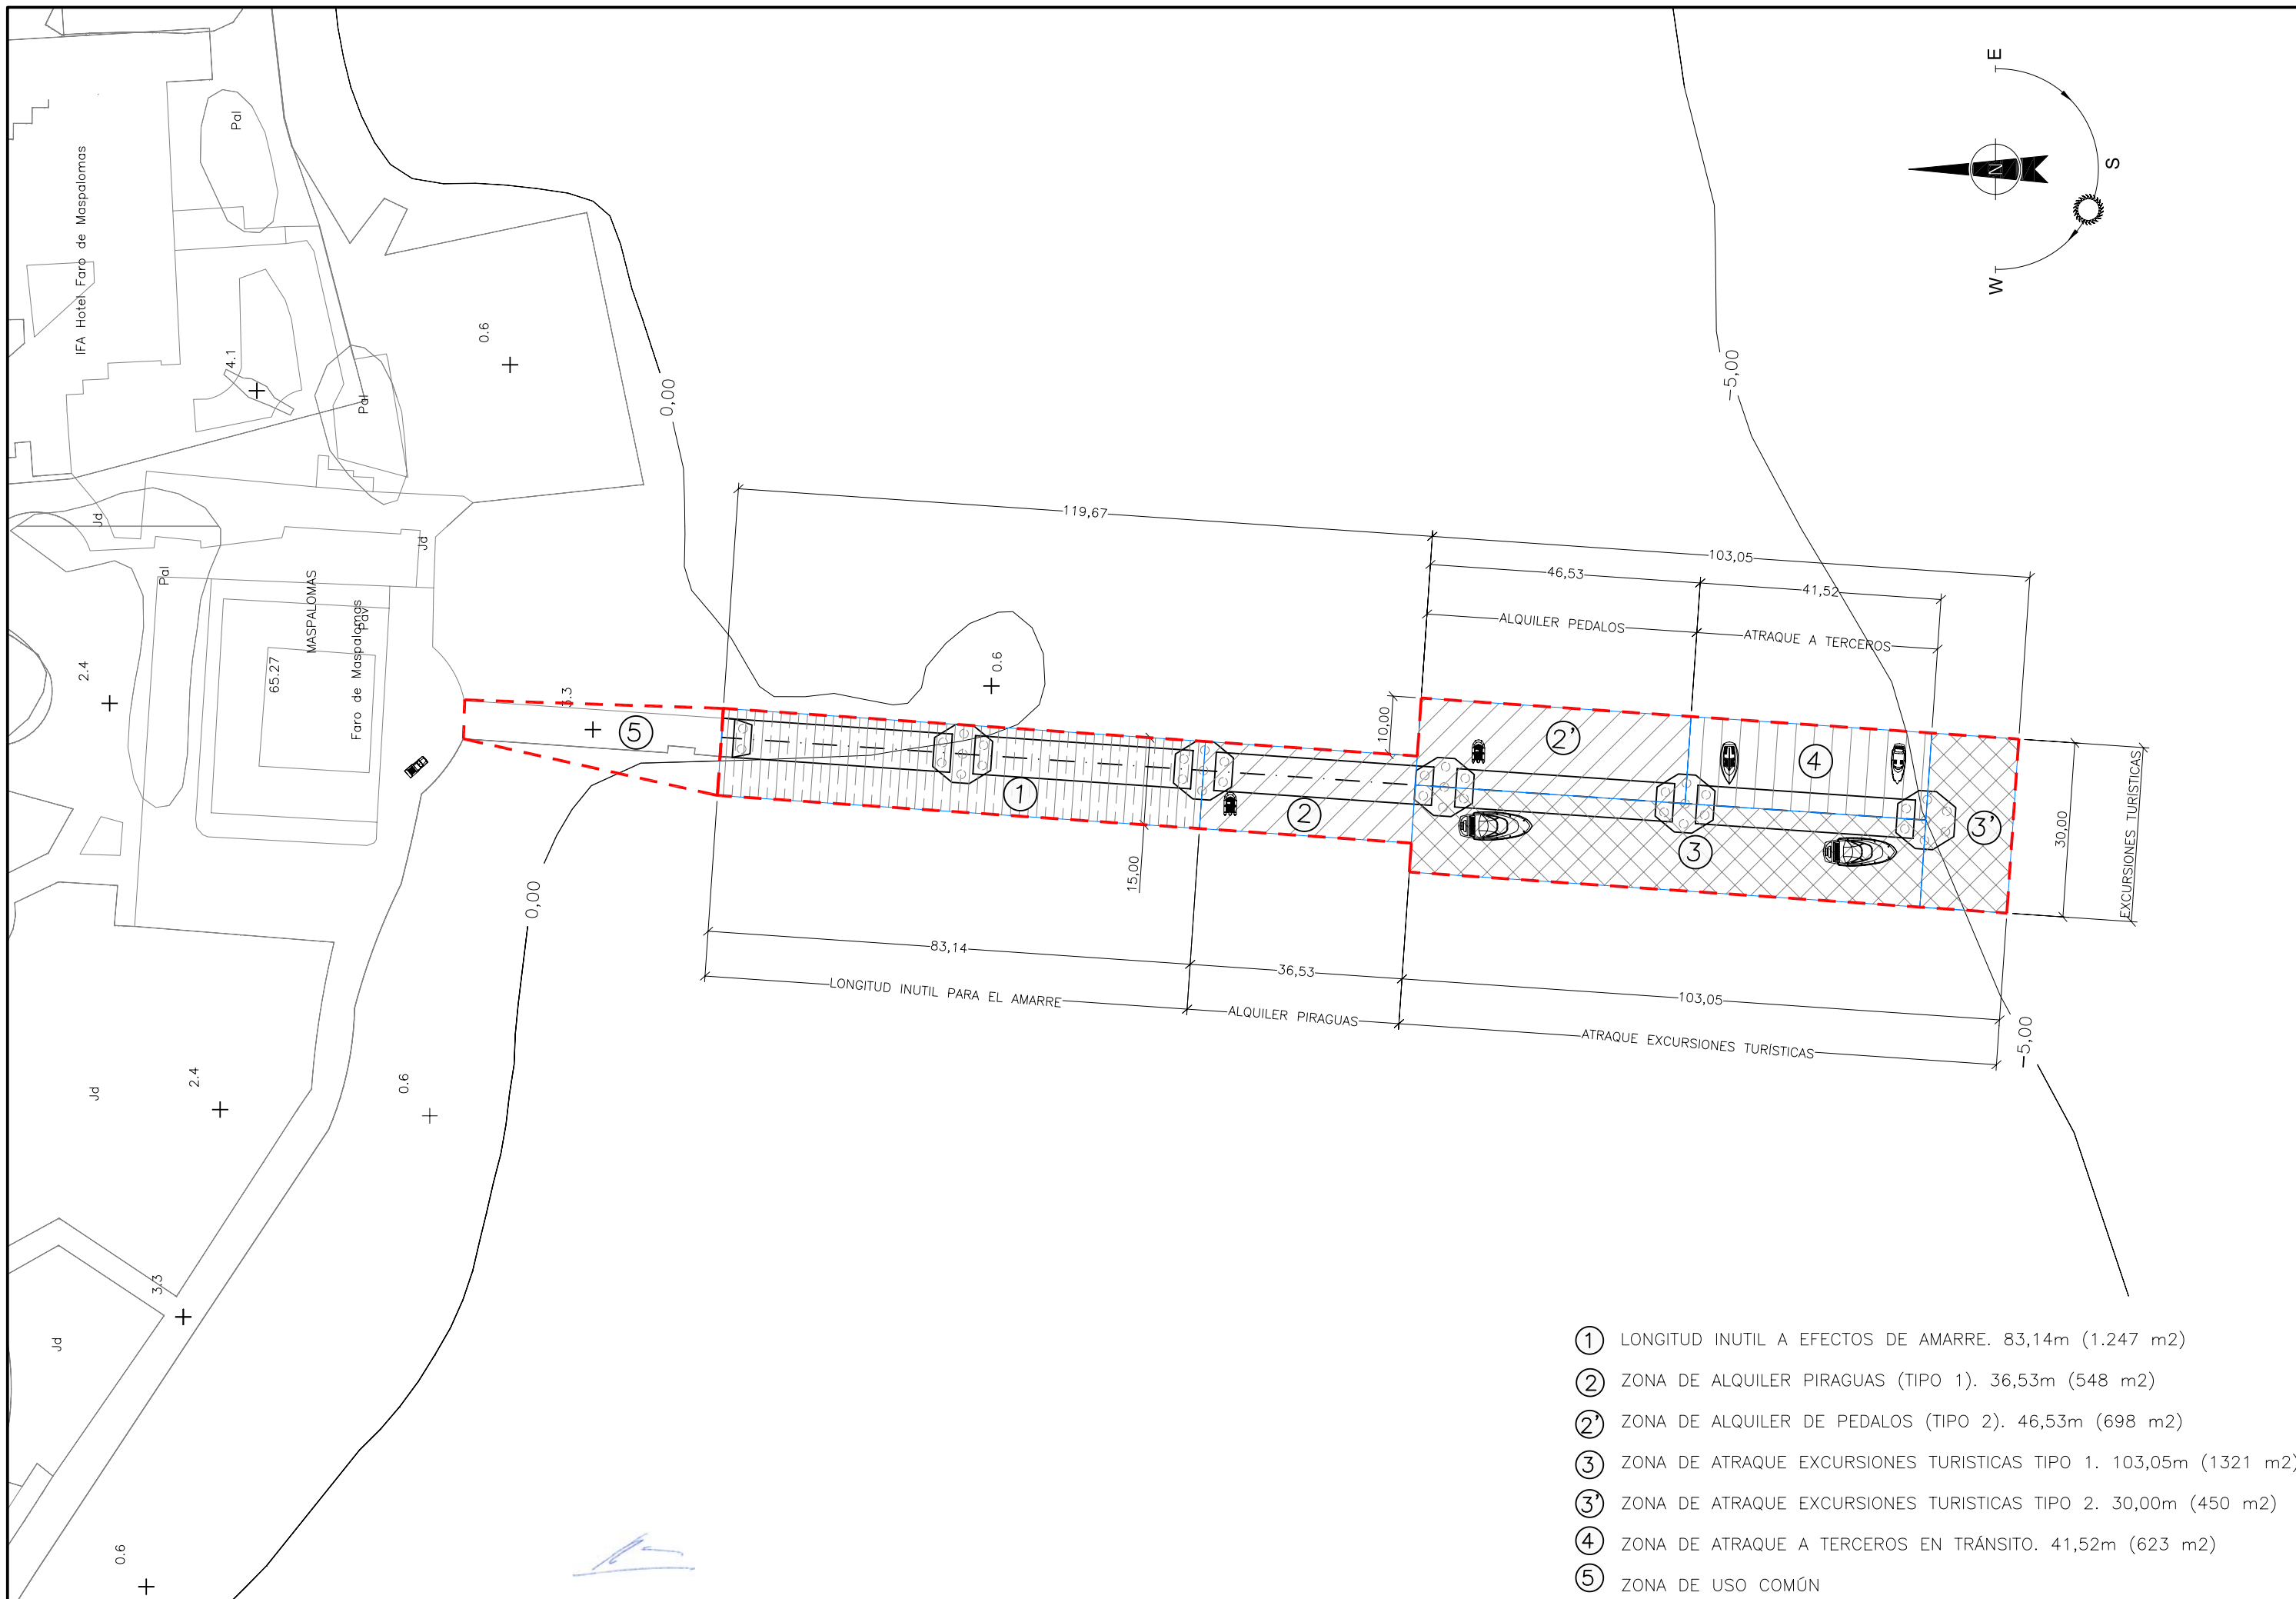 IFA Hotel Faro de Maspalomas
Pal
4.1
Pal
0.6
0,00
-5,00
E
N
S
W
Jd
Pal
Jd
MASPALOMAS
Faro de Maspalomas
Pav
65.27
2.4
3.3
5
0.6
119,67
103,05
46,53
41,52
ALQUILER PEDALOS
ATRAQUE A TERCEROS
10,00
2'
4
1
2
3
3'
15,00
30,00
EXCURSIONES TURÍSTICAS
0,00
83,14
36,53
103,05
LONGITUD INUTIL PARA EL AMARRE
ALQUILER PIRAGUAS
ATRAQUE EXCURSIONES TURÍSTICAS
-5,00
Jd
2.4
0.6
3.3
Jd
0.6
1 LONGITUD INUTIL A EFECTOS DE AMARRE. 83,14m (1.247 m2)
2 ZONA DE ALQUILER PIRAGUAS (TIPO 1). 36,53m (548 m2)
2' ZONA DE ALQUILER DE PEDALOS (TIPO 2). 46,53m (698 m2)
3 ZONA DE ATRAQUE EXCURSIONES TURISTICAS TIPO 1. 103,05m (1321 m2)
3' ZONA DE ATRAQUE EXCURSIONES TURISTICAS TIPO 2. 30,00m (450 m2)
4 ZONA DE ATRAQUE A TERCEROS EN TRÁNSITO. 41,52m (623 m2)
5 ZONA DE USO COMÚN